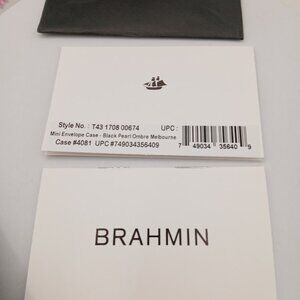 Style No. : T43 1708 00674 UPC :
Mini Envelope Case - Black Pearl Ombre Melbourne
Case #4081 UPC #749034356409
7 49034 35640 9
BRAHMIN